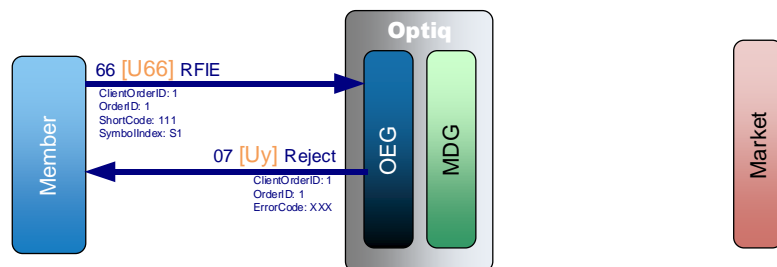 Optiq
66 [U66] RFIE
ClientOrderID: 1
OrderID: 1
ShortCode: 111
SymbolIndex: S1
07 [Uy] Reject
ClientOrderID: 1
OrderID: 1
ErrorCode: XXX
Member
OEG
MDG
Market